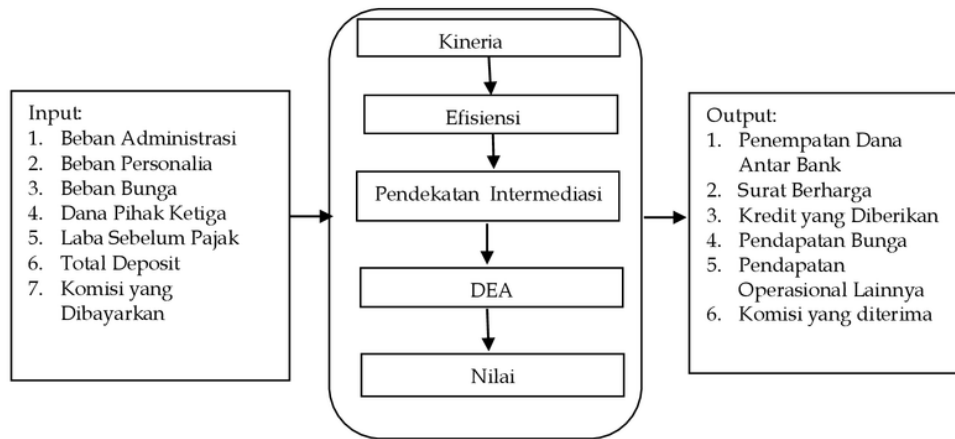 Input:
1. Beban Administrasi
2. Beban Personalia
3. Beban Bunga
4. Dana Pihak Ketiga
5. Laba Sebelum Pajak
6. Total Deposit
7. Komisi yang
Dibayarkan
Kineria
Efisiensi
Pendekatan Intermediasi
DEA
Nilai
Output:
1. Penempatan Dana
Antar Bank
2. Surat Berharga
3. Kredit yang Diberikan
4. Pendapatan Bunga
5. Pendapatan
Operasional Lainnya
6. Komisi yang diterima